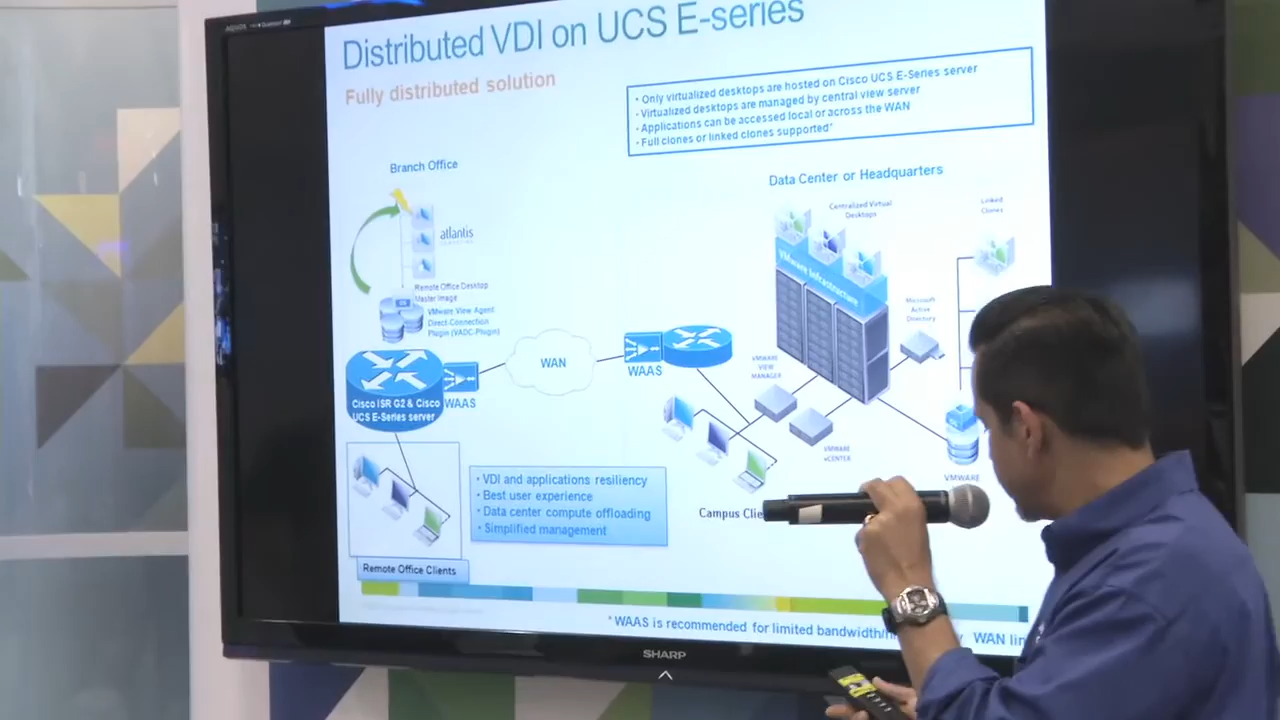 Distributed VDI on UCS E-series
Fully distributed solution
• Only virtualized desktops are hosted on Cisco UCS E-Series server
• Virtualized desktops are managed by central view server
• Applications can be accessed local or across the WAN
• Full clones or linked clones supported*
Branch Office
Data Center or Headquarters
Centralized Virtual
Desktops
Linked
Clones
atlantis
COMPUTING
VMware Infrastructure
Remote Office Desktop
Master Image
VMware View Agent
Direct-Connection
Plugin (VADC-Plugin)
Microsoft
Active
Directory
WAN
WAAS
VMWARE
VIEW
MANAGER
WAAS
Cisco ISR G2 & Cisco
UCS E-Series server
VMWARE
vCENTER
VMWARE
• VDI and applications resiliency
• Best user experience
• Data center compute offloading
• Simplified management
Campus Clie
Remote Office Clients
* WAAS is recommended for limited bandwidth/h y WAN lin
SHARP